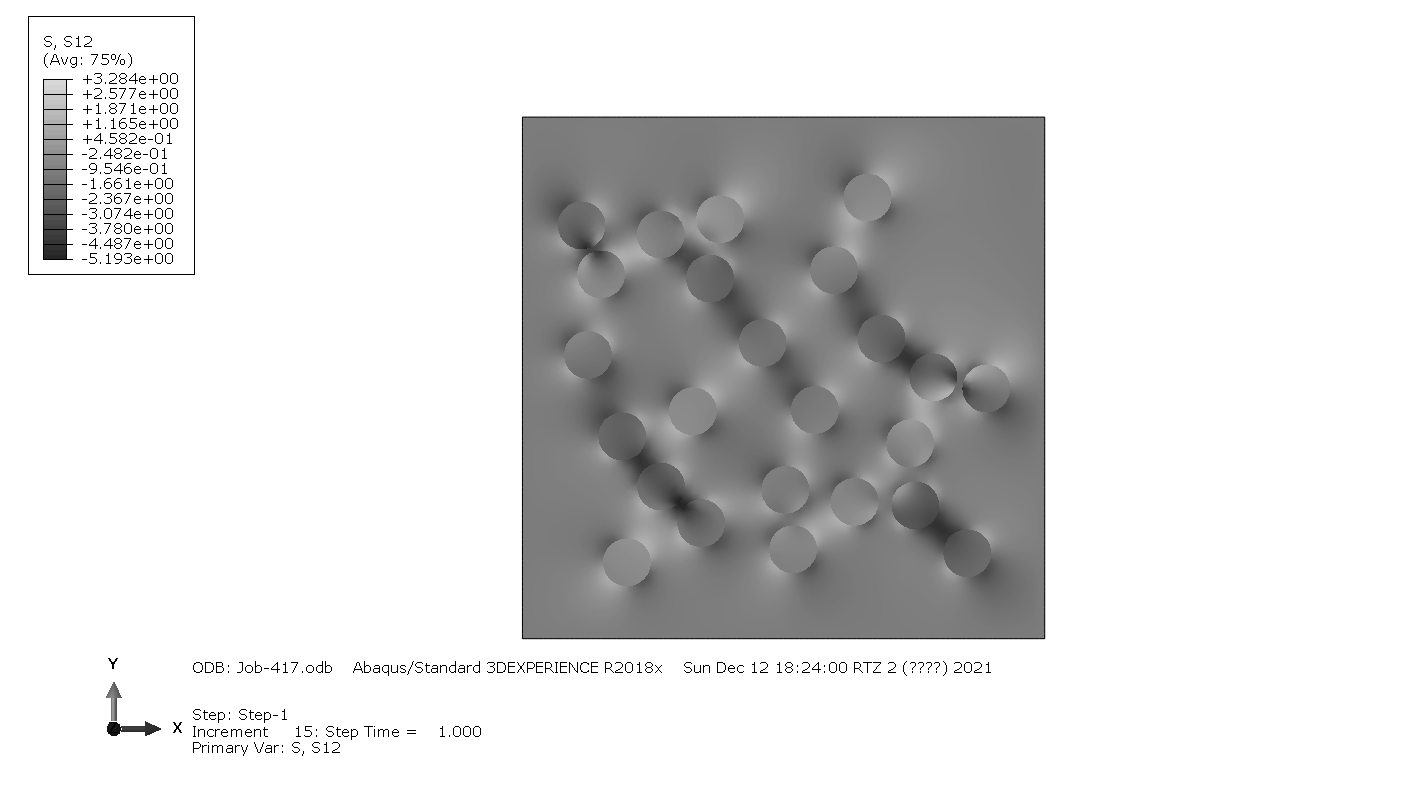 S, S12
(Avg: 75%)
+3.284e+00
+2.577e+00
+1.871e+00
+1.165e+00
+4.582e-01
-2.482e-01
-9.546e-01
-1.661e+00
-2.367e+00
-3.074e+00
-3.780e+00
-4.487e+00
-5.193e+00
Y
X
ODB: Job-417.odb Abaqus/Standard 3DEXPERIENCE R2018x Sun Dec 12 18:24:00 RTZ 2 (????) 2021
Step: Step-1
Increment 15: Step Time = 1.000
Primary Var: S, S12